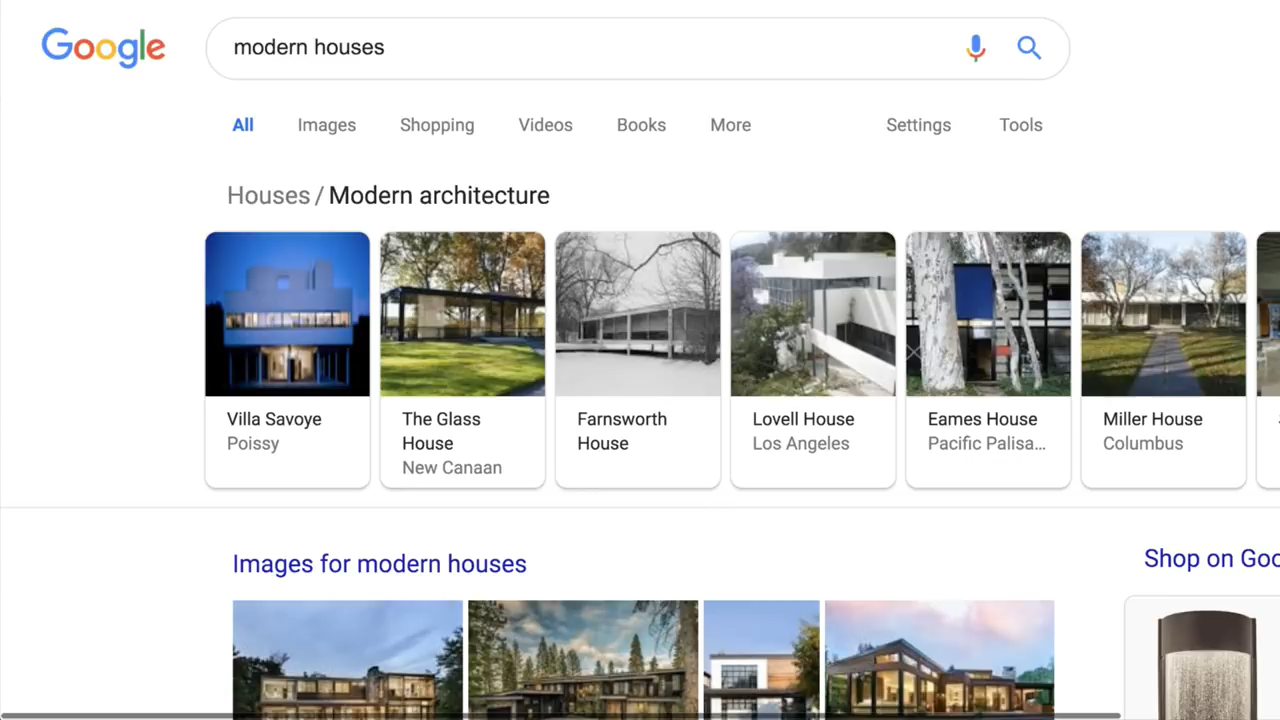 Google
modern houses
All Images Shopping Videos Books More Settings Tools
Houses / Modern architecture
Villa Savoye
Poissy
The Glass
House
New Canaan
Farnsworth
House
Lovell House
Los Angeles
Eames House
Pacific Palisa...
Miller House
Columbus
Images for modern houses
Shop on Goo